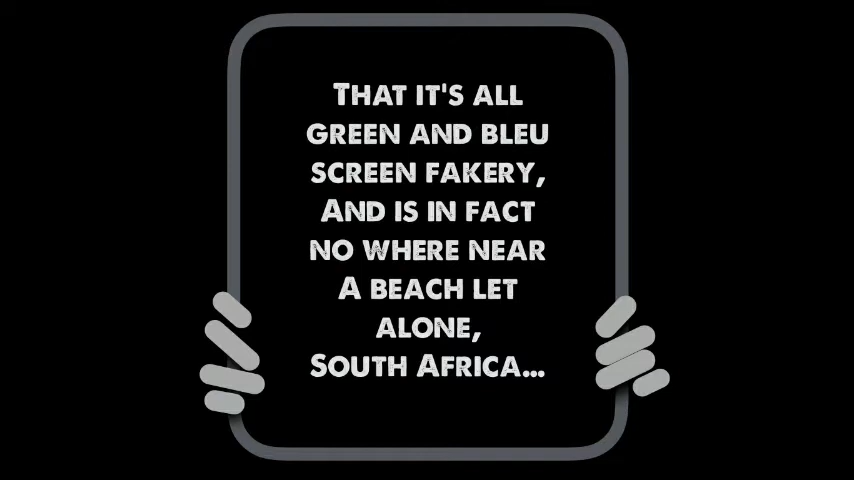 That it's all
green and bleu
screen fakery,
And is in fact
no where near
A beach let
alone,
South Africa...